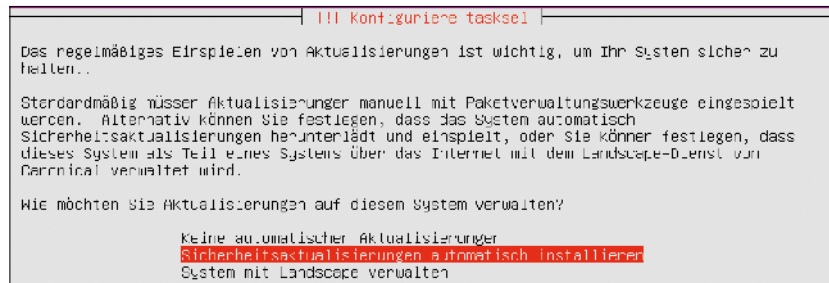 [!] Konfiguriere tasksel
Das regelmäßiges Einspielen von Aktualisierungen ist wichtig, um Ihr System sicher zu
halten..
Standardmäßig müssen Aktualisierungen manuell mit Paketverwaltungswerkzeuge eingespielt
werden. Alternativ können Sie festlegen, dass das System automatisch
Sicherheitsaktualisierungen herunterlädt und einspielt, oder Sie können festlegen, dass
dieses System als Teil eines Systems über das Internet mit dem Landscape-Dienst von
Canonical verwaltet wird.
Wie möchten Sie Aktualisierungen auf diesem System verwalten?
Keine automatischer Aktualisierungen
Sicherheitsaktualisierungen automatisch installieren
System mit Landscape verwalten